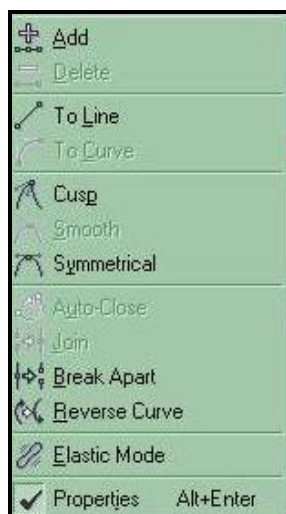 Add
Delete
To Line
To Curve
Cusp
Smooth
Symmetrical
Auto-Close
Join
Break Apart
Reverse Curve
Elastic Mode
Properties Alt+Enter